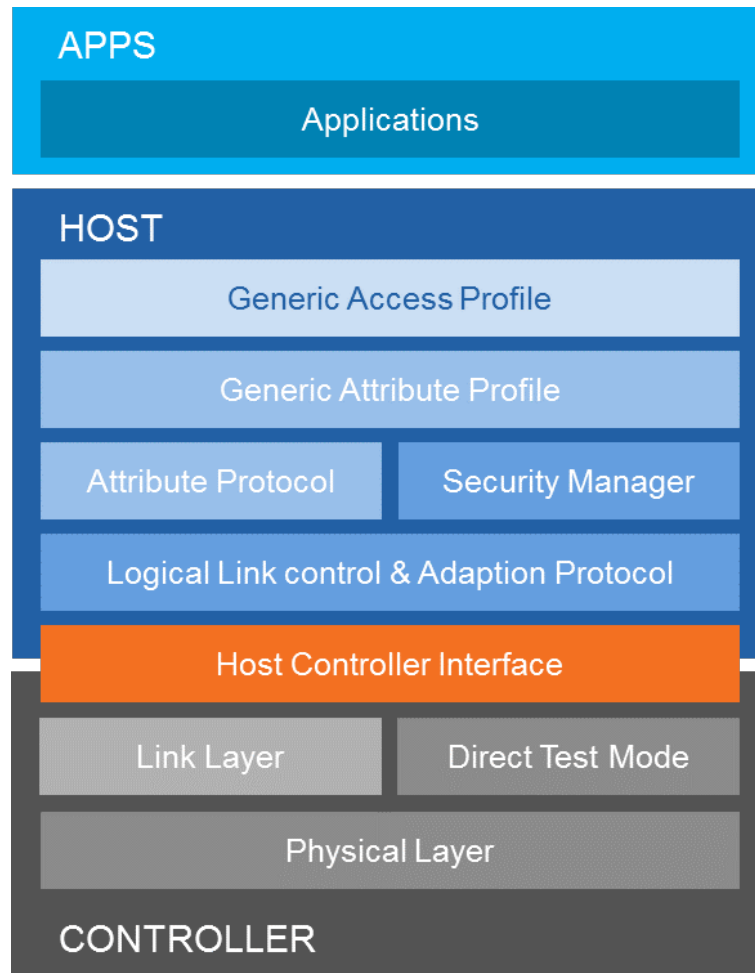 APPS
Applications
HOST
Generic Access Profile
Generic Attribute Profile
Attribute Protocol
Security Manager
Logical Link control & Adaption Protocol
Host Controller Interface
Link Layer
Direct Test Mode
Physical Layer
CONTROLLER